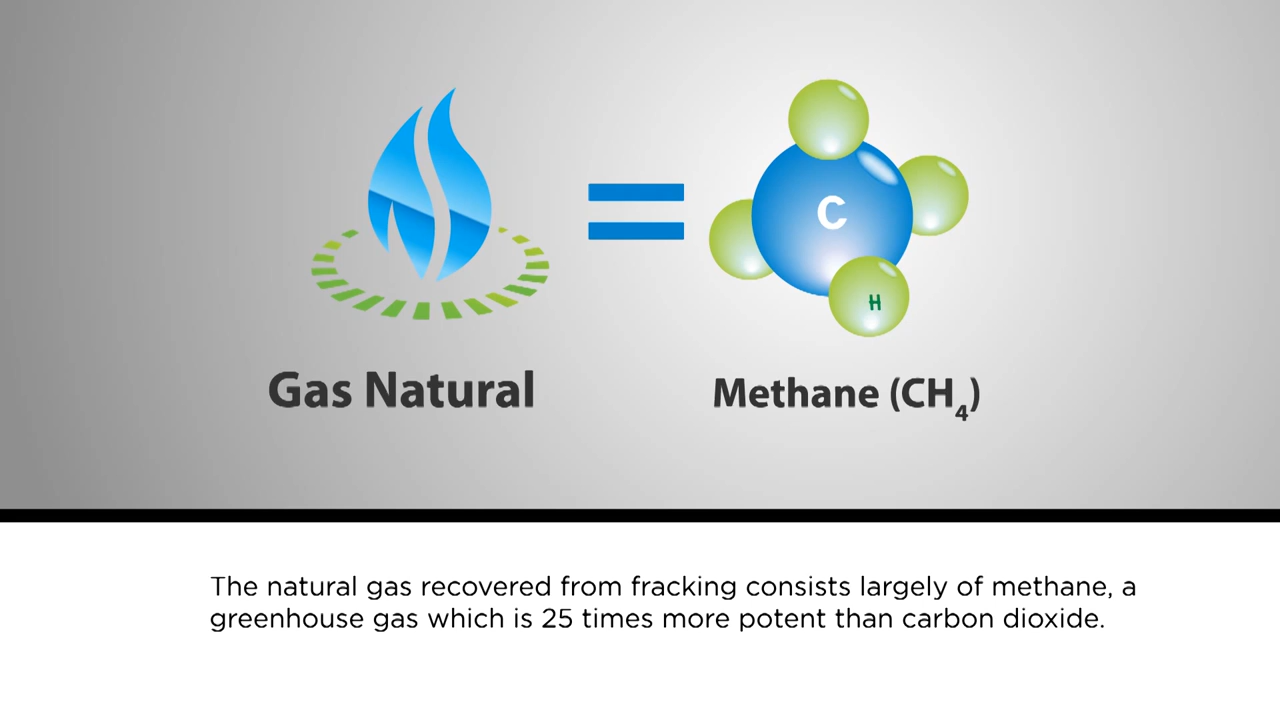 C
H
Gas Natural
Methane (CH₄)
The natural gas recovered from fracking consists largely of methane, a
greenhouse gas which is 25 times more potent than carbon dioxide.